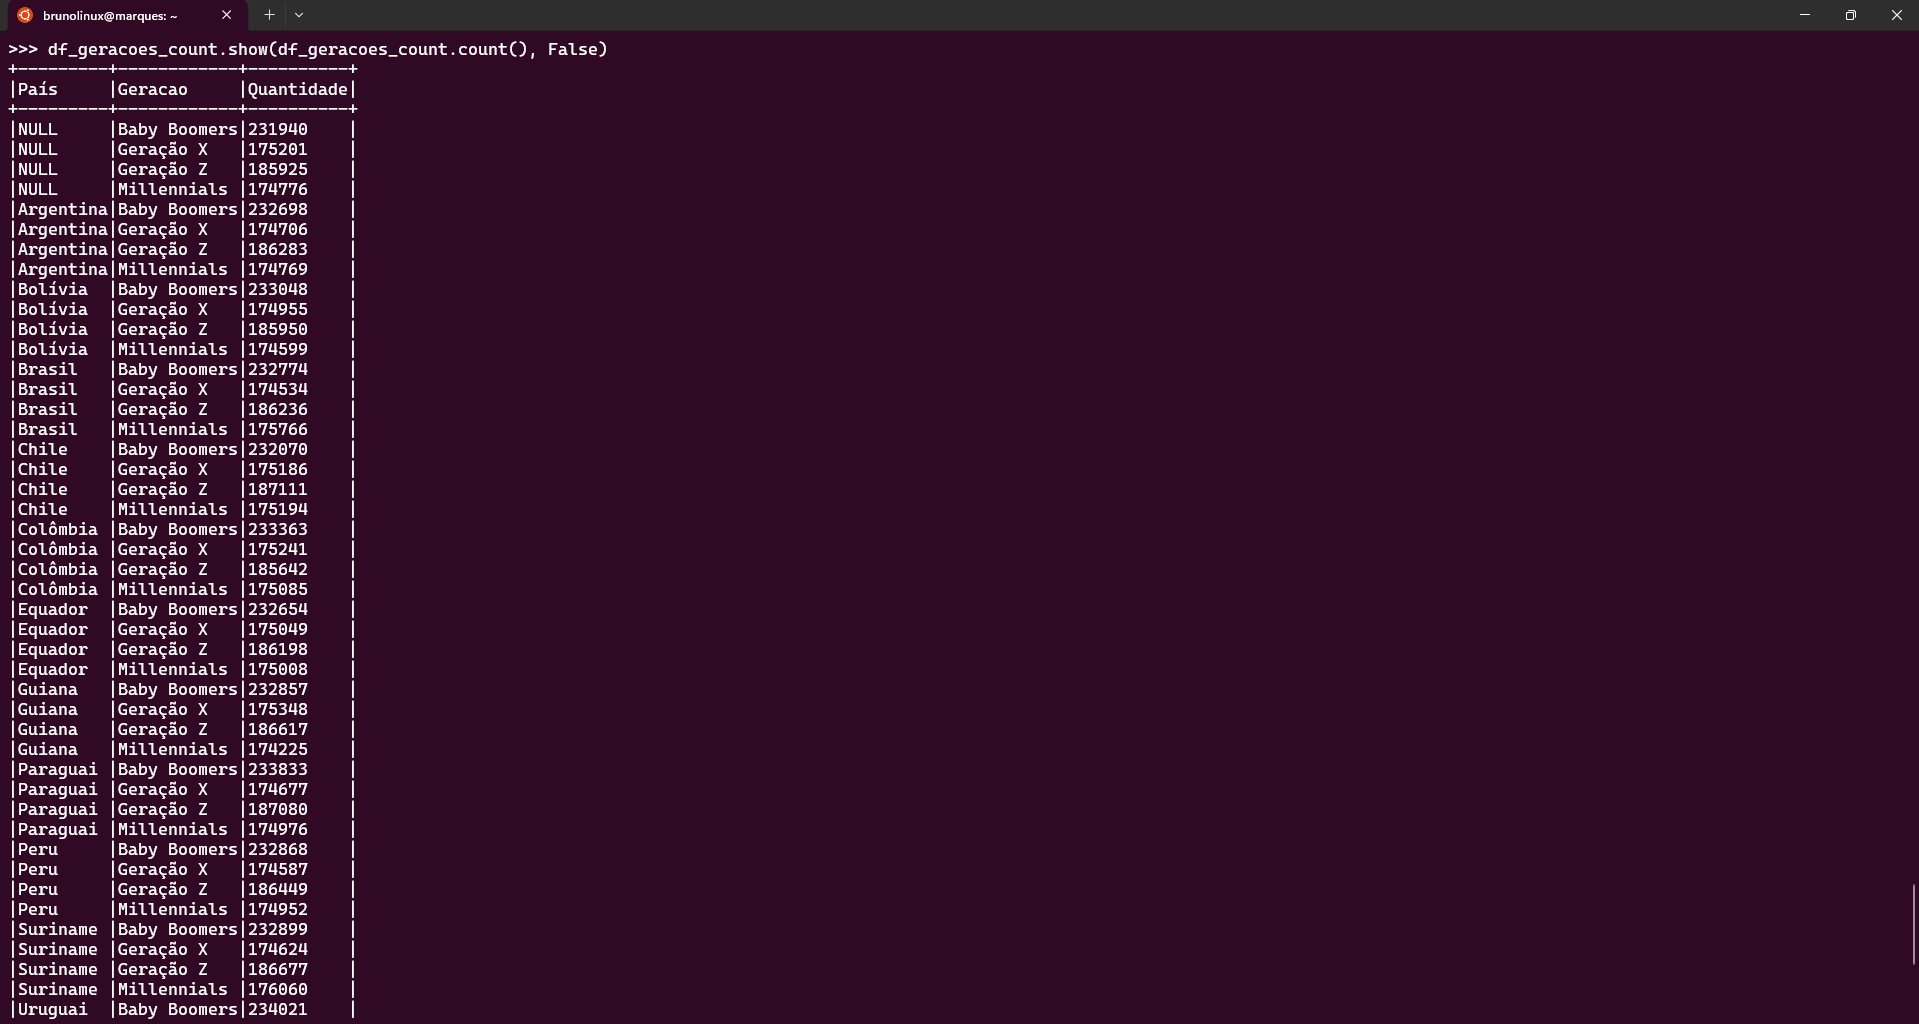 brunolinux@marques: ~
>>> df_geracoes_count.show(df_geracoes_count.count(), False)
+---------+------------+----------+
|País     |Geracao     |Quantidade|
+---------+------------+----------+
|NULL     |Baby Boomers|231940    |
|NULL     |Geração X   |175201    |
|NULL     |Geração Z   |185925    |
|NULL     |Millennials |174776    |
|Argentina|Baby Boomers|232698    |
|Argentina|Geração X   |174706    |
|Argentina|Geração Z   |186283    |
|Argentina|Millennials |174769    |
|Bolívia  |Baby Boomers|233048    |
|Bolívia  |Geração X   |174955    |
|Bolívia  |Geração Z   |185950    |
|Bolívia  |Millennials |174599    |
|Brasil   |Baby Boomers|232774    |
|Brasil   |Geração X   |174534    |
|Brasil   |Geração Z   |186236    |
|Brasil   |Millennials |175766    |
|Chile    |Baby Boomers|232070    |
|Chile    |Geração X   |175186    |
|Chile    |Geração Z   |187111    |
|Chile    |Millennials |175194    |
|Colômbia |Baby Boomers|233363    |
|Colômbia |Geração X   |175241    |
|Colômbia |Geração Z   |185642    |
|Colômbia |Millennials |175085    |
|Equador  |Baby Boomers|232654    |
|Equador  |Geração X   |175049    |
|Equador  |Geração Z   |186198    |
|Equador  |Millennials |175008    |
|Guiana   |Baby Boomers|232857    |
|Guiana   |Geração X   |175348    |
|Guiana   |Geração Z   |186617    |
|Guiana   |Millennials |174225    |
|Paraguai |Baby Boomers|233833    |
|Paraguai |Geração X   |174677    |
|Paraguai |Geração Z   |187080    |
|Paraguai |Millennials |174976    |
|Peru     |Baby Boomers|232868    |
|Peru     |Geração X   |174587    |
|Peru     |Geração Z   |186449    |
|Peru     |Millennials |174952    |
|Suriname |Baby Boomers|232899    |
|Suriname |Geração X   |174624    |
|Suriname |Geração Z   |186677    |
|Suriname |Millennials |176060    |
|Uruguai  |Baby Boomers|234021    |